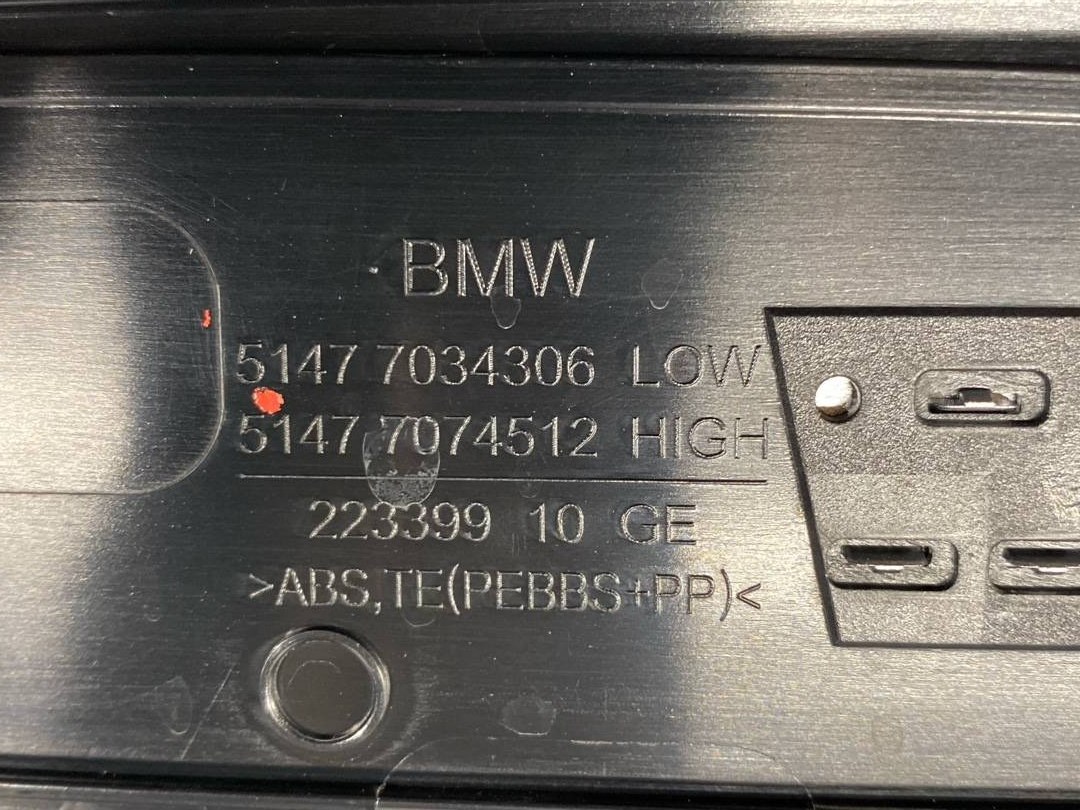 BMW
5147 7034306 LOW
5147 7074512 HIGH
223399 10 GE
>ABS,TE(PEBBS+PP)<